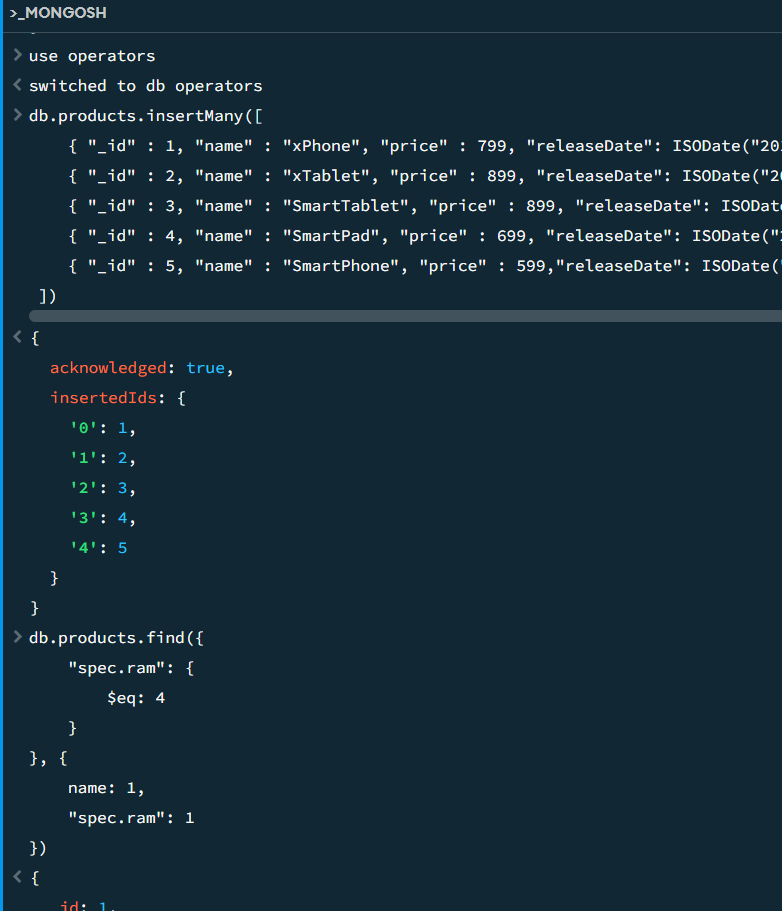 >_MONGOSH
> use operators
< switched to db operators
> db.products.insertMany([
{ "_id" : 1, "name" : "xPhone", "price" : 799, "releaseDate": ISODate("20
{ "_id" : 2, "name" : "xTablet", "price" : 899, "releaseDate": ISODate("20
{ "_id" : 3, "name" : "SmartTablet", "price" : 899, "releaseDate": ISODate
{ "_id" : 4, "name" : "SmartPad", "price" : 699, "releaseDate": ISODate("2
{ "_id" : 5, "name" : "SmartPhone", "price" : 599,"releaseDate": ISODate("
])
< {
acknowledged: true,
insertedIds: {
'0': 1,
'1': 2,
'2': 3,
'3': 4,
'4': 5
}
}
> db.products.find({
"spec.ram": {
$eq: 4
}
}, {
name: 1,
"spec.ram": 1
})
< {
_id: 1,